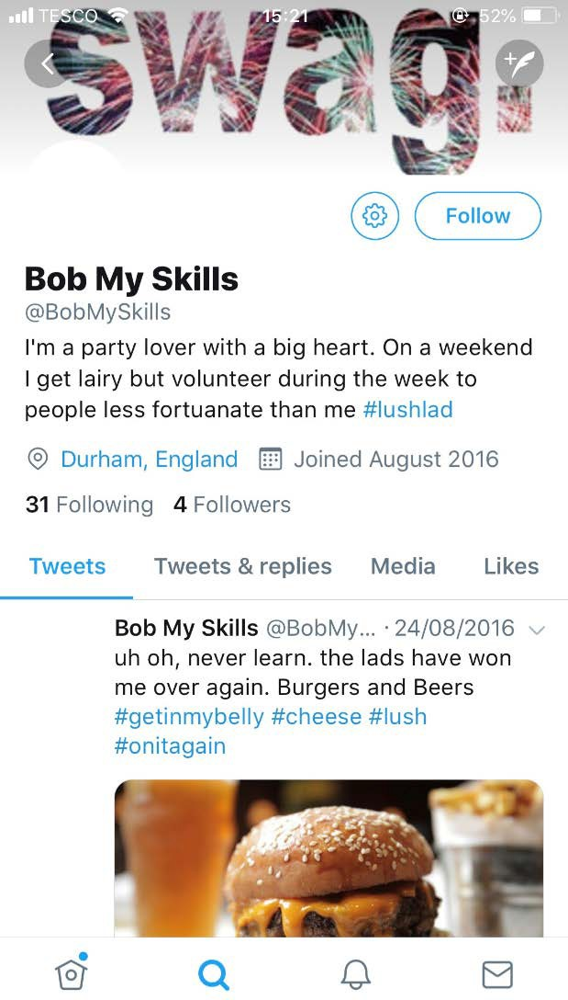 TESCO 15:21 52%
swag.
Follow
Bob My Skills
@BobMySkills
I'm a party lover with a big heart. On a weekend
I get lairy but volunteer during the week to
people less fortuanate than me #lushlad
Durham, England Joined August 2016
31 Following 4 Followers
Tweets Tweets & replies Media Likes
Bob My Skills @BobMy... · 24/08/2016
uh oh, never learn. the lads have won
me over again. Burgers and Beers
#getinmybelly #cheese #lush
#onitagain